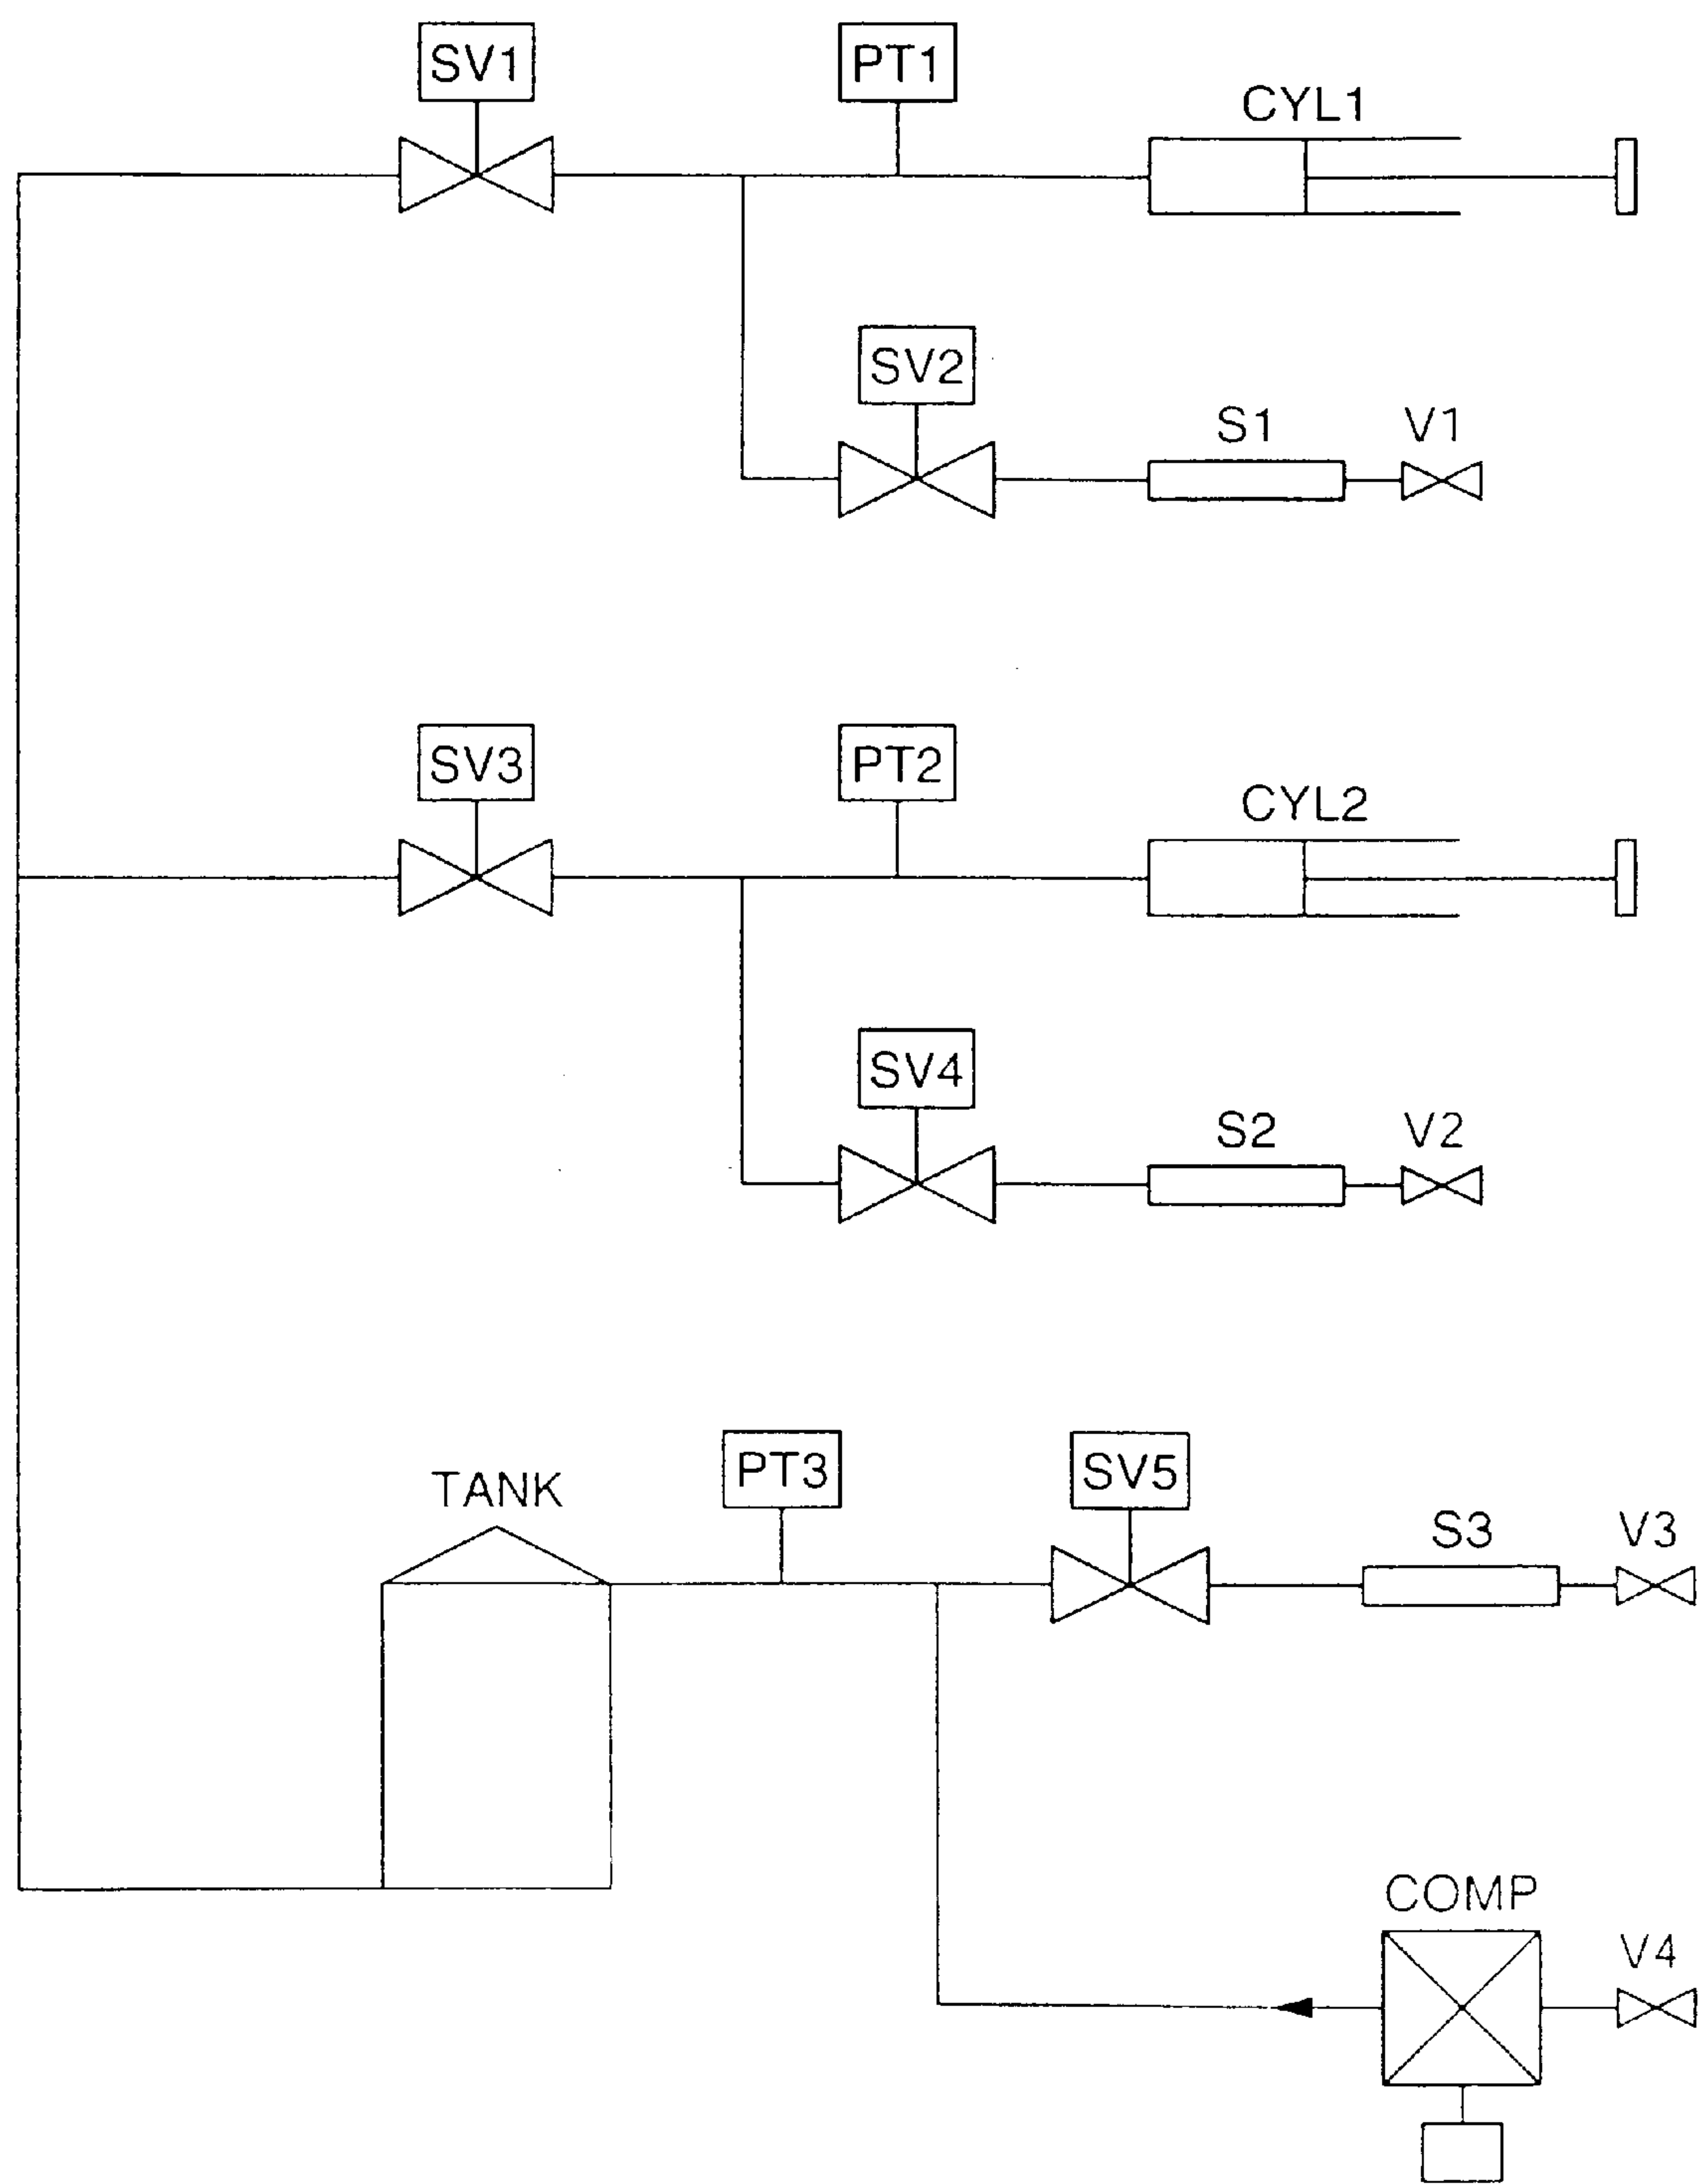 SV1
PT1
CYL1
SV2
S1
V1
SV3
PT2
CYL2
SV4
S2
V2
TANK
PT3
SV5
S3
V3
COMP
V4